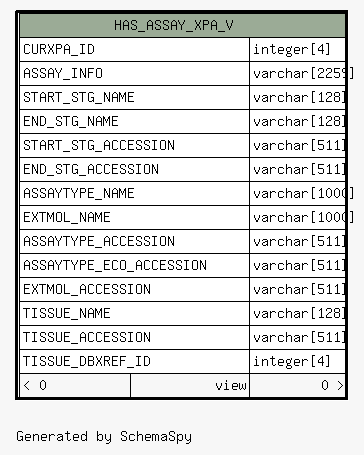 HAS_ASSAY_XPA_V
CURXPA_ID integer[4]
ASSAY_INFO varchar[2259]
START_STG_NAME varchar[128]
END_STG_NAME varchar[128]
START_STG_ACCESSION varchar[511]
END_STG_ACCESSION varchar[511]
ASSAYTYPE_NAME varchar[1000]
EXTMOL_NAME varchar[1000]
ASSAYTYPE_ACCESSION varchar[511]
ASSAYTYPE_ECO_ACCESSION varchar[511]
EXTMOL_ACCESSION varchar[511]
TISSUE_NAME varchar[128]
TISSUE_ACCESSION varchar[511]
TISSUE_DBXREF_ID integer[4]
< 0 view 0 >
Generated by SchemaSpy